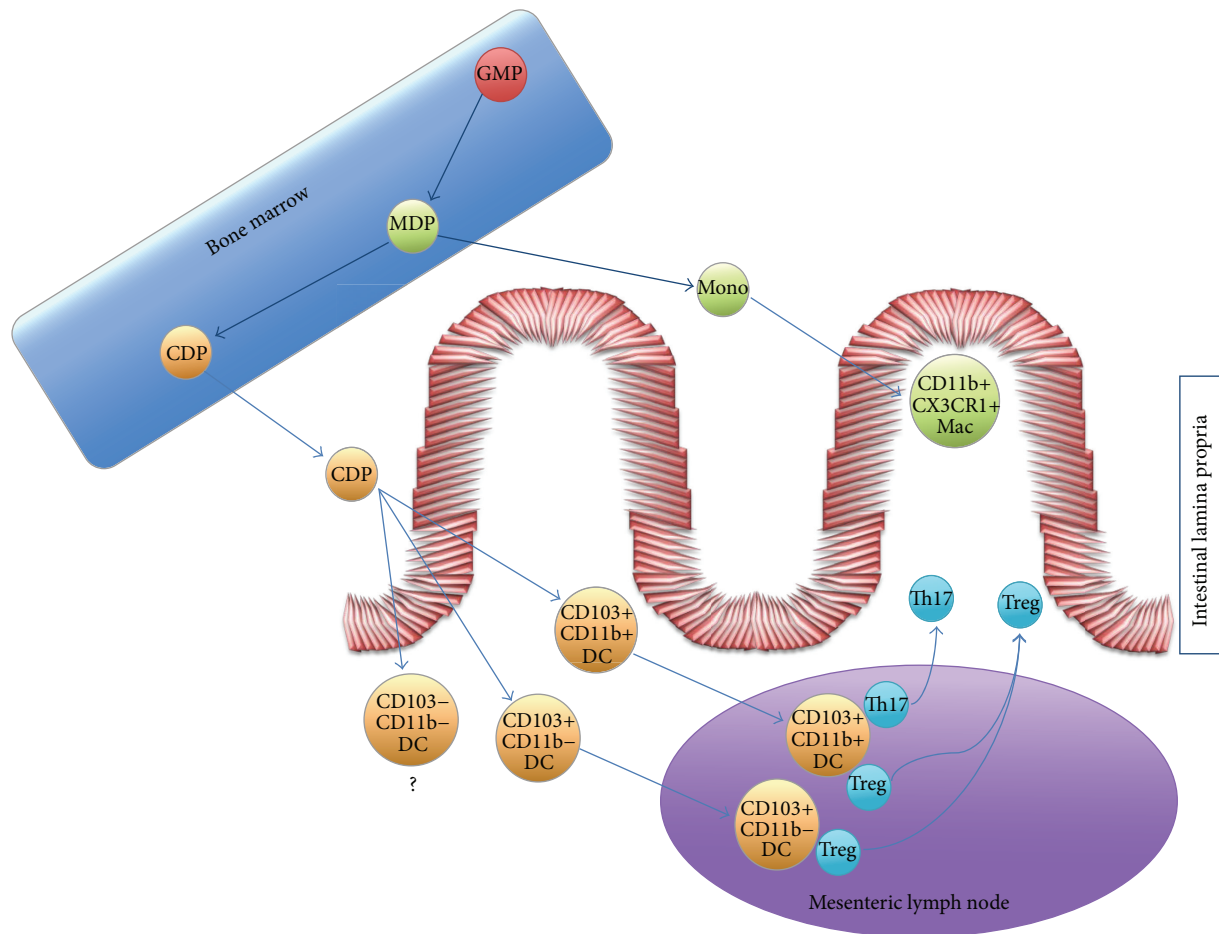 GMP
Bone marrow
MDP
Mono
CDP
CD11b+
CX3CR1+
Mac
CDP
Intestinal lamina propria
CD103+
CD11b+
DC
Th17
Treg
CD103−
CD11b−
DC
?
CD103+
CD11b−
DC
CD103+
CD11b+
DC
Th17
Treg
CD103+
CD11b−
DC
Treg
Mesenteric lymph node